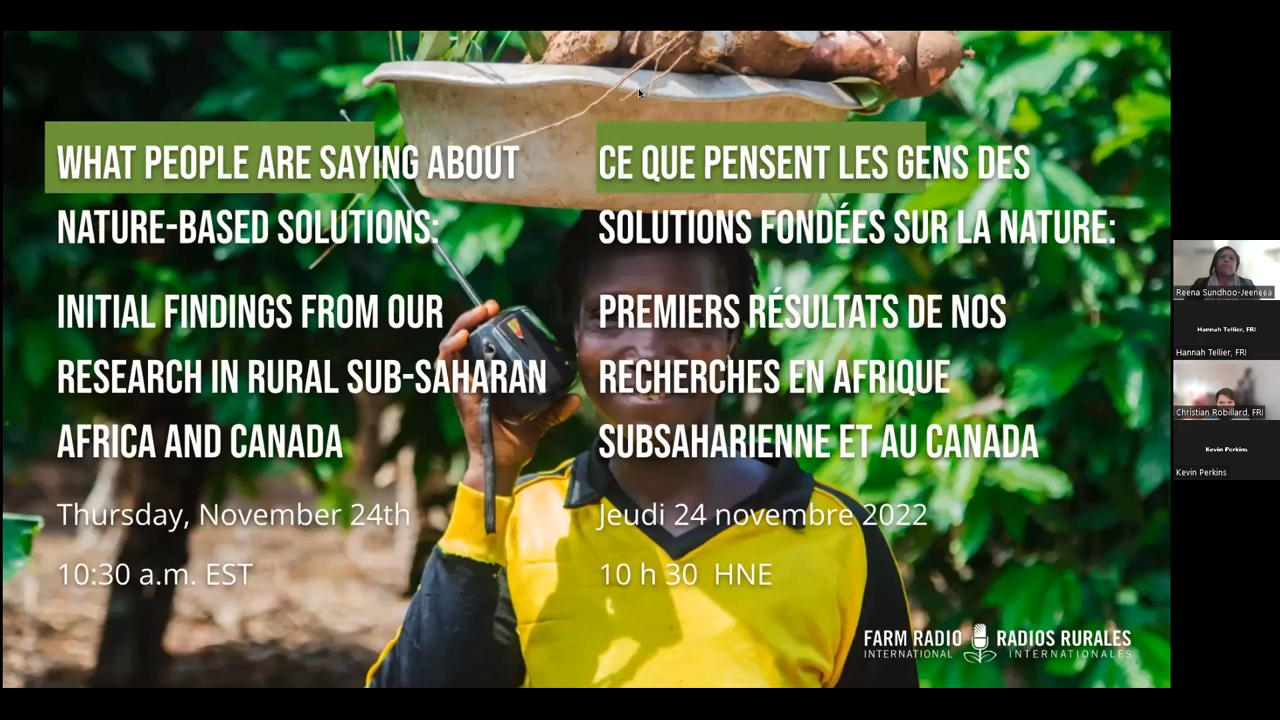 WHAT PEOPLE ARE SAYING ABOUT
NATURE-BASED SOLUTIONS:
INITIAL FINDINGS FROM OUR
RESEARCH IN RURAL SUB-SAHARAN
AFRICA AND CANADA
Thursday, November 24th
10:30 a.m. EST
CE QUE PENSENT LES GENS DES
SOLUTIONS FONDÉES SUR LA NATURE:
PREMIERS RÉSULTATS DE NOS
RECHERCHES EN AFRIQUE
SUBSAHARIENNE ET AU CANADA
Jeudi 24 novembre 2022
10 h 30 HNE
FARM RADIO
INTERNATIONAL
RADIOS RURALES
INTERNATIONALES
Reena Sundhoo-Jeeneea
Hannah Tellier, FRI
Hannah Tellier, FRI
Christian Robillard, FRI
Kevin Perkins
Kevin Perkins